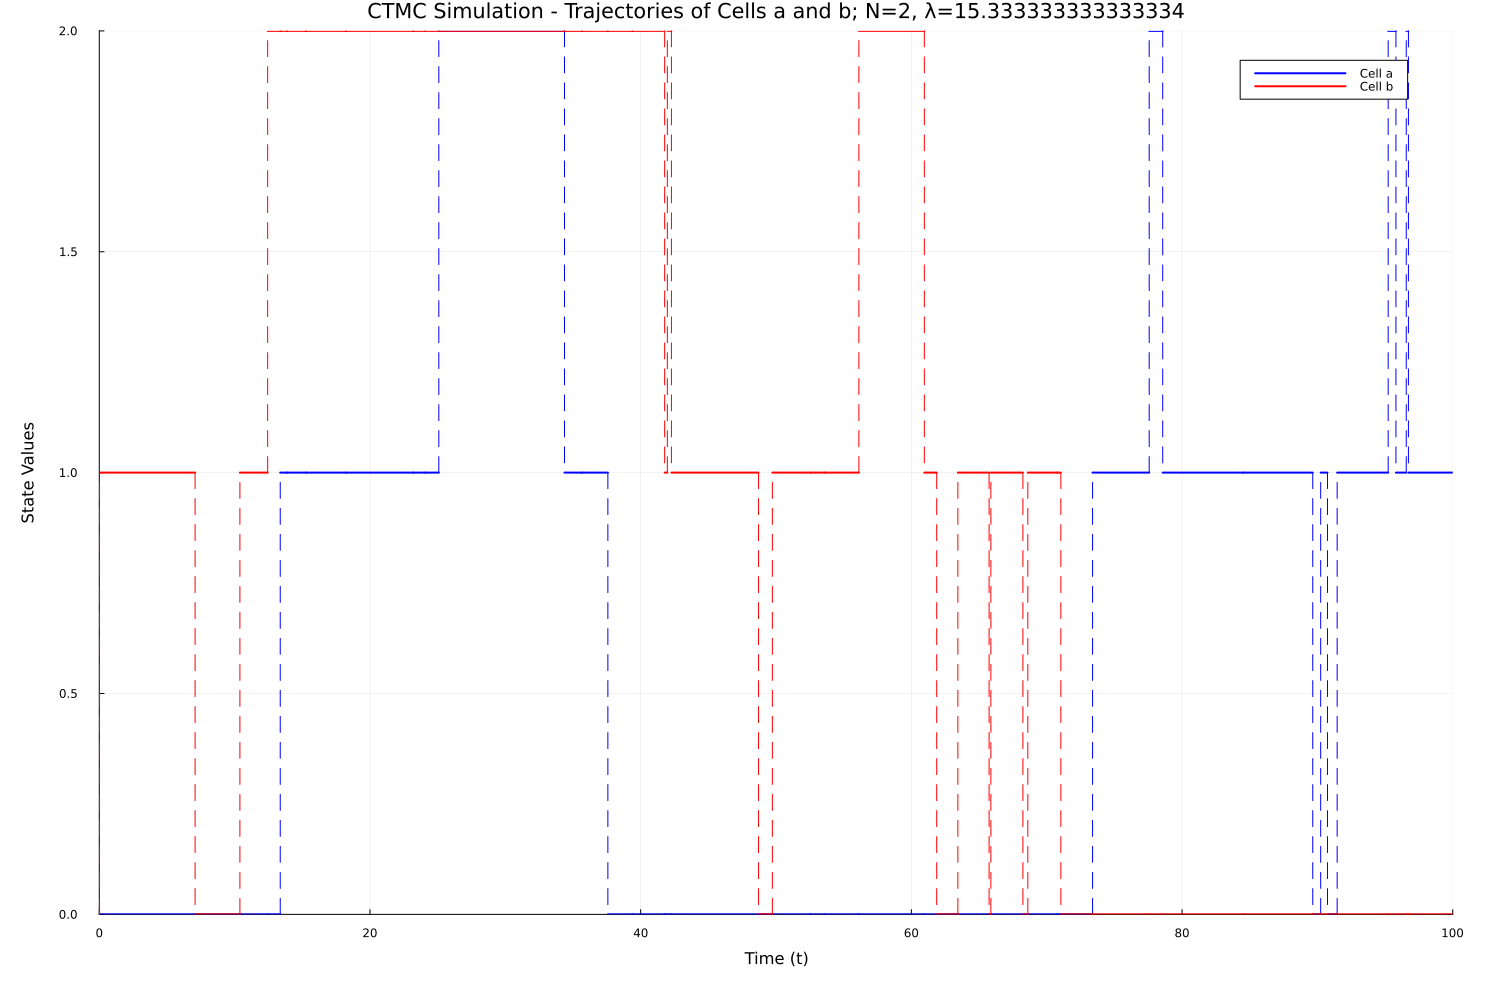 CTMC Simulation - Trajectories of Cells a and b; N=2, λ=15.333333333333334
2.0
Cell a
Cell b
1.5
1.0
State Values
0.5
0.0
0 20 40 60 80 100
Time (t)